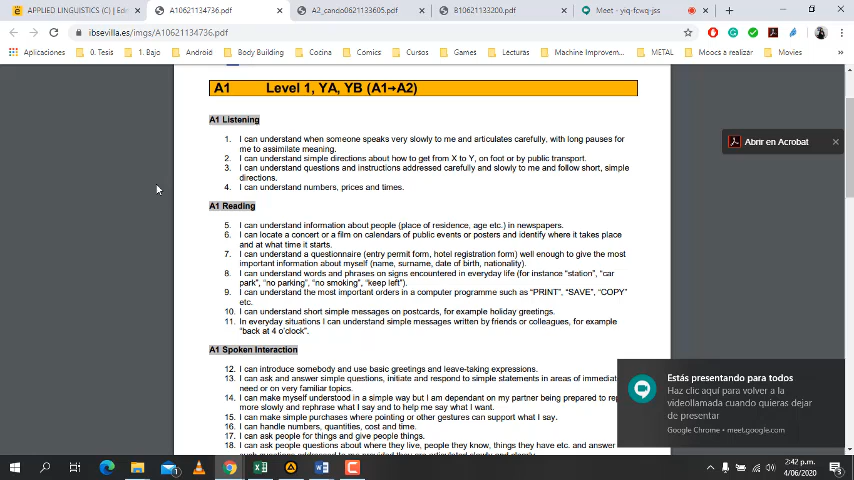 APPLIED LINGUISTICS (C) | Edi
A10621134736.pdf
A2_cando0621133605.pdf
B10621133200.pdf
Meet - yiq-fcwq-jss
ibsevilla.es/imgs/A10621134736.pdf
Aplicaciones
0. Tesis
1. Bajo
Android
Body Building
Cocina
Comics
Cursos
Games
Lecturas
Machine Improvem...
METAL
Moocs a realizar
Movies
A1 Level 1, YA, YB (A1→A2)
Abrir en Acrobat
A1 Listening
1. I can understand when someone speaks very slowly to me and articulates carefully, with long pauses for
me to assimilate meaning.
2. I can understand simple directions about how to get from X to Y, on foot or by public transport.
3. I can understand questions and instructions addressed carefully and slowly to me and follow short, simple
directions.
4. I can understand numbers, prices and times.
A1 Reading
5. I can understand information about people (place of residence, age etc.) in newspapers.
6. I can locate a concert or a film on calendars of public events or posters and identify where it takes place
and at what time it starts.
7. I can understand a questionnaire (entry permit form, hotel registration form) well enough to give the most
important information about myself (name, surname, date of birth, nationality).
8. I can understand words and phrases on signs encountered in everyday life (for instance "station", "car
park", "no parking", "no smoking", "keep left").
9. I can understand the most important orders in a computer programme such as "PRINT", "SAVE", "COPY"
etc.
10. I can understand short simple messages on postcards, for example holiday greetings.
11. In everyday situations I can understand simple messages written by friends or colleagues, for example
"back at 4 o'clock".
A1 Spoken Interaction
12. I can introduce somebody and use basic greetings and leave-taking expressions.
13. I can ask and answer simple questions, initiate and respond to simple statements in areas of immediat
need or on very familiar topics.
14. I can make myself understood in a simple way but I am dependant on my partner being prepared to rep
more slowly and rephrase what I say and to help me say what I want.
15. I can make simple purchases where pointing or other gestures can support what I say.
16. I can handle numbers, quantities, cost and time.
17. I can ask people for things and give people things.
18. I can ask people questions about where they live, people they know, things they have etc. and answer
Estás presentando para todos
Haz clic aquí para volver a la
videollamada cuando quieras dejar
de presentar
Google Chrome • meet.google.com
2:42 p.m.
4/06/2020